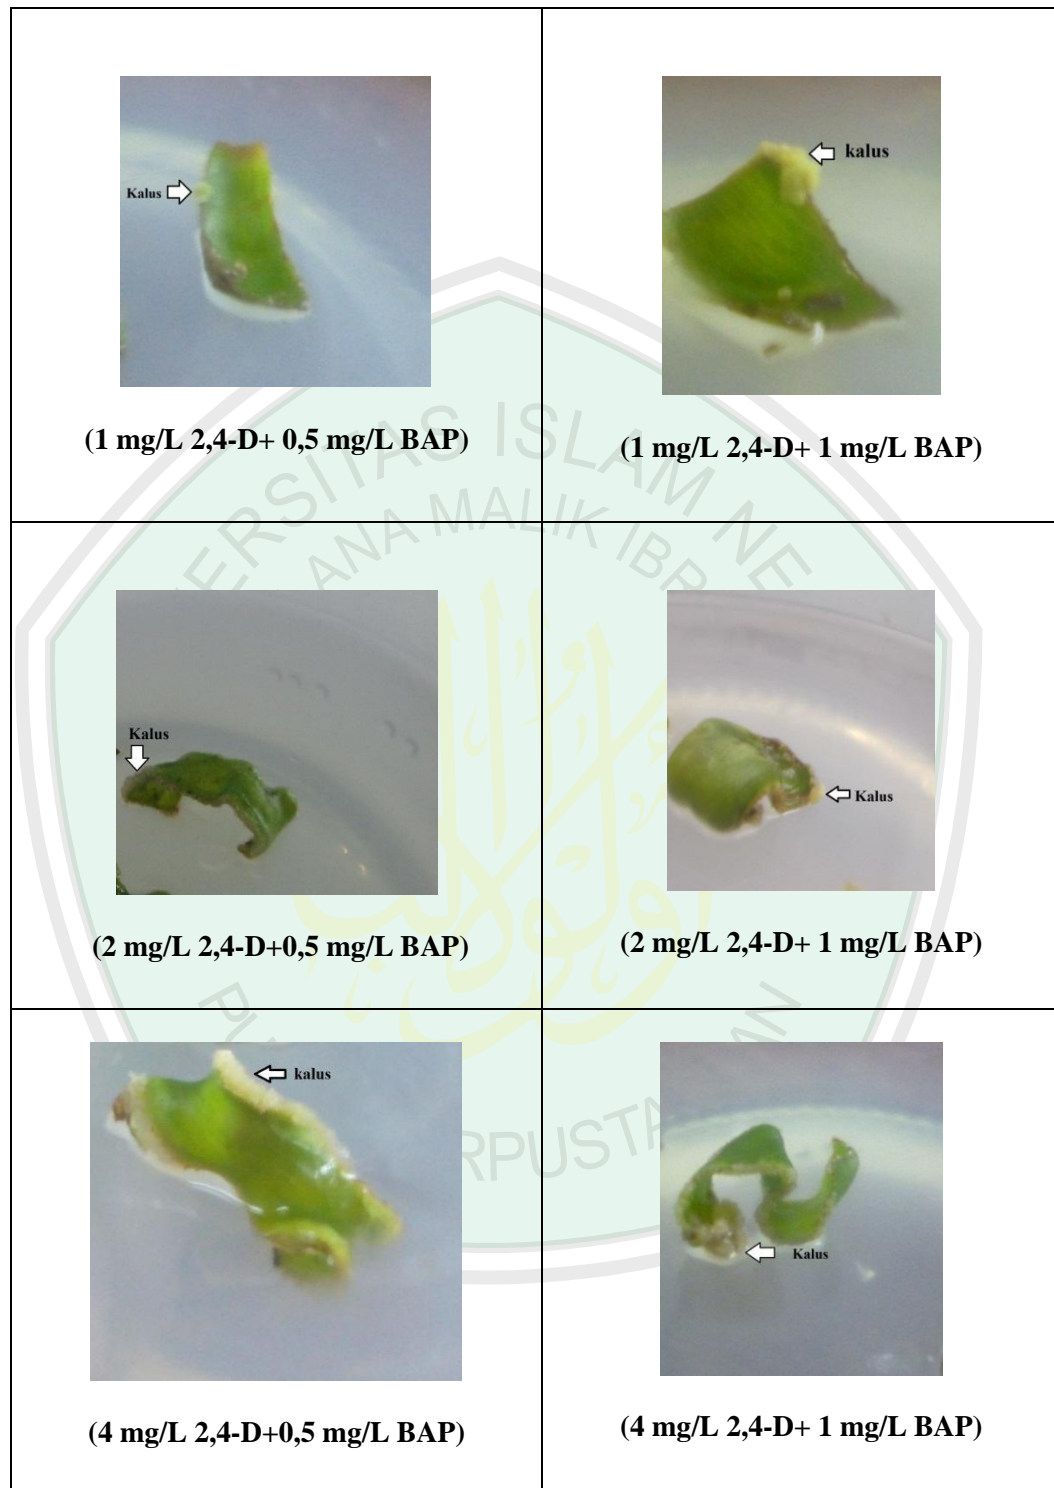 Kalus
kalus
(1 mg/L 2,4-D+ 0,5 mg/L BAP)
(1 mg/L 2,4-D+ 1 mg/L BAP)
Kalus
Kalus
(2 mg/L 2,4-D+0,5 mg/L BAP)
(2 mg/L 2,4-D+ 1 mg/L BAP)
kalus
Kalus
(4 mg/L 2,4-D+0,5 mg/L BAP)
(4 mg/L 2,4-D+ 1 mg/L BAP)